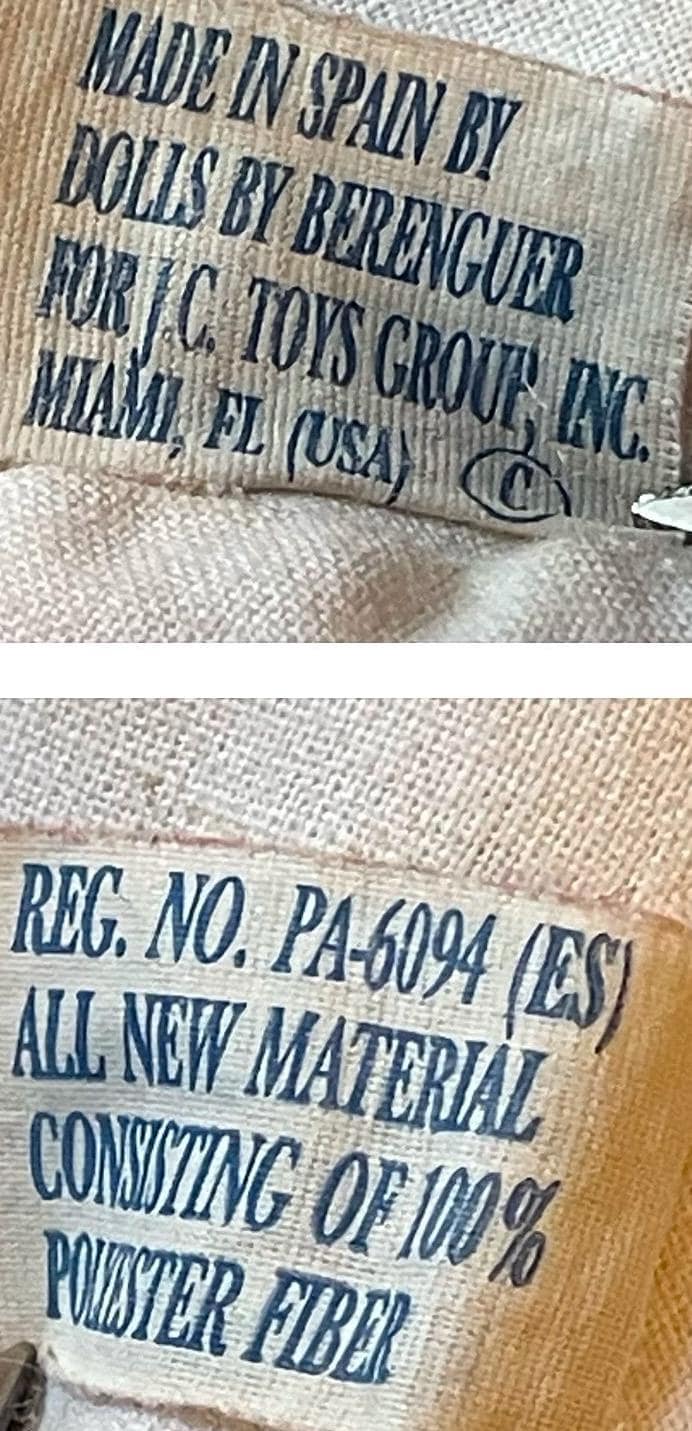 MADE IN SPAIN BY
DOLLS BY BERENGUER
FOR J.C. TOYS GROUP, INC.
MIAMI, FL (USA) ©
REG. NO. PA-6094 (ES)
ALL NEW MATERIAL
CONSISTING OF 100%
POLYESTER FIBER